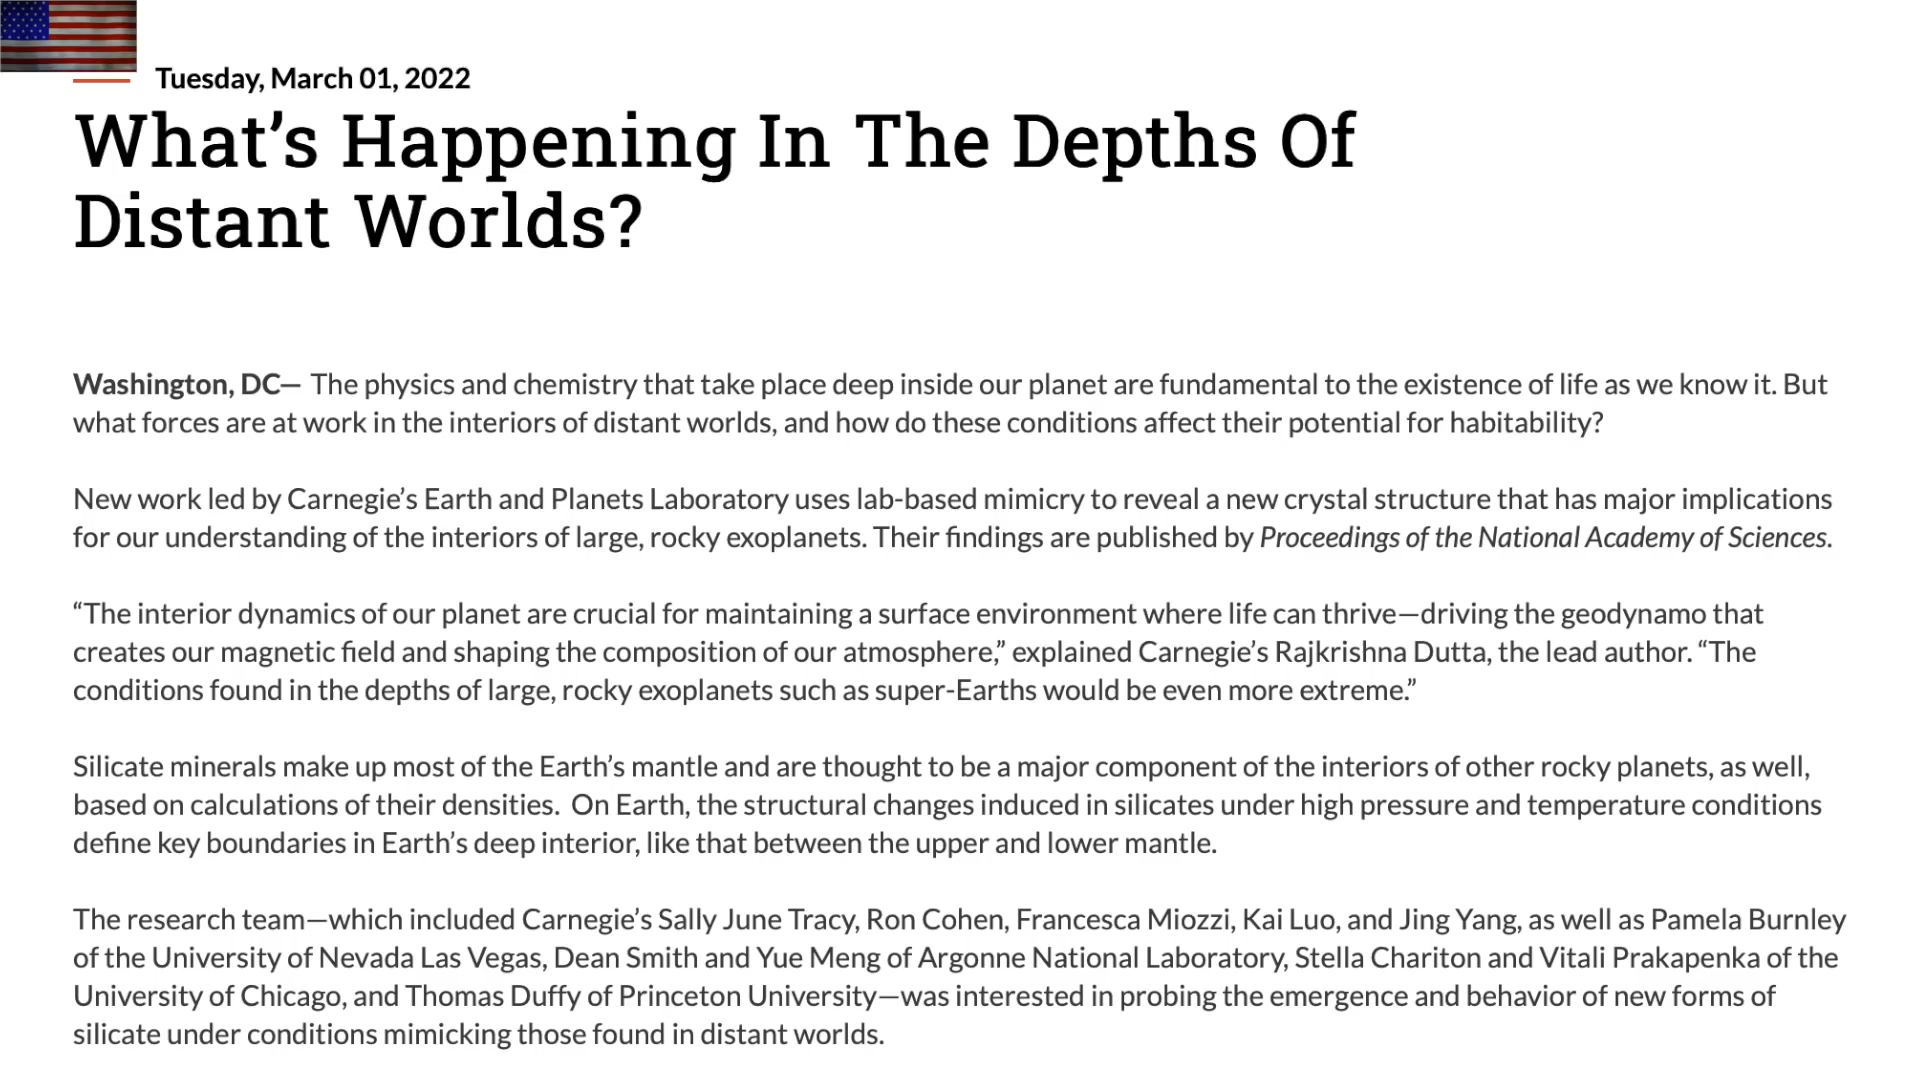 Tuesday, March 01, 2022
What’s Happening In The Depths Of
Distant Worlds?
Washington, DC— The physics and chemistry that take place deep inside our planet are fundamental to the existence of life as we know it. But
what forces are at work in the interiors of distant worlds, and how do these conditions affect their potential for habitability?
New work led by Carnegie’s Earth and Planets Laboratory uses lab-based mimicry to reveal a new crystal structure that has major implications
for our understanding of the interiors of large, rocky exoplanets. Their findings are published by Proceedings of the National Academy of Sciences.
“The interior dynamics of our planet are crucial for maintaining a surface environment where life can thrive—driving the geodynamo that
creates our magnetic field and shaping the composition of our atmosphere,” explained Carnegie’s Rajkrishna Dutta, the lead author. “The
conditions found in the depths of large, rocky exoplanets such as super-Earths would be even more extreme.”
Silicate minerals make up most of the Earth’s mantle and are thought to be a major component of the interiors of other rocky planets, as well,
based on calculations of their densities.  On Earth, the structural changes induced in silicates under high pressure and temperature conditions
define key boundaries in Earth’s deep interior, like that between the upper and lower mantle.
The research team—which included Carnegie’s Sally June Tracy, Ron Cohen, Francesca Miozzi, Kai Luo, and Jing Yang, as well as Pamela Burnley
of the University of Nevada Las Vegas, Dean Smith and Yue Meng of Argonne National Laboratory, Stella Chariton and Vitali Prakapenka of the
University of Chicago, and Thomas Duffy of Princeton University—was interested in probing the emergence and behavior of new forms of
silicate under conditions mimicking those found in distant worlds.